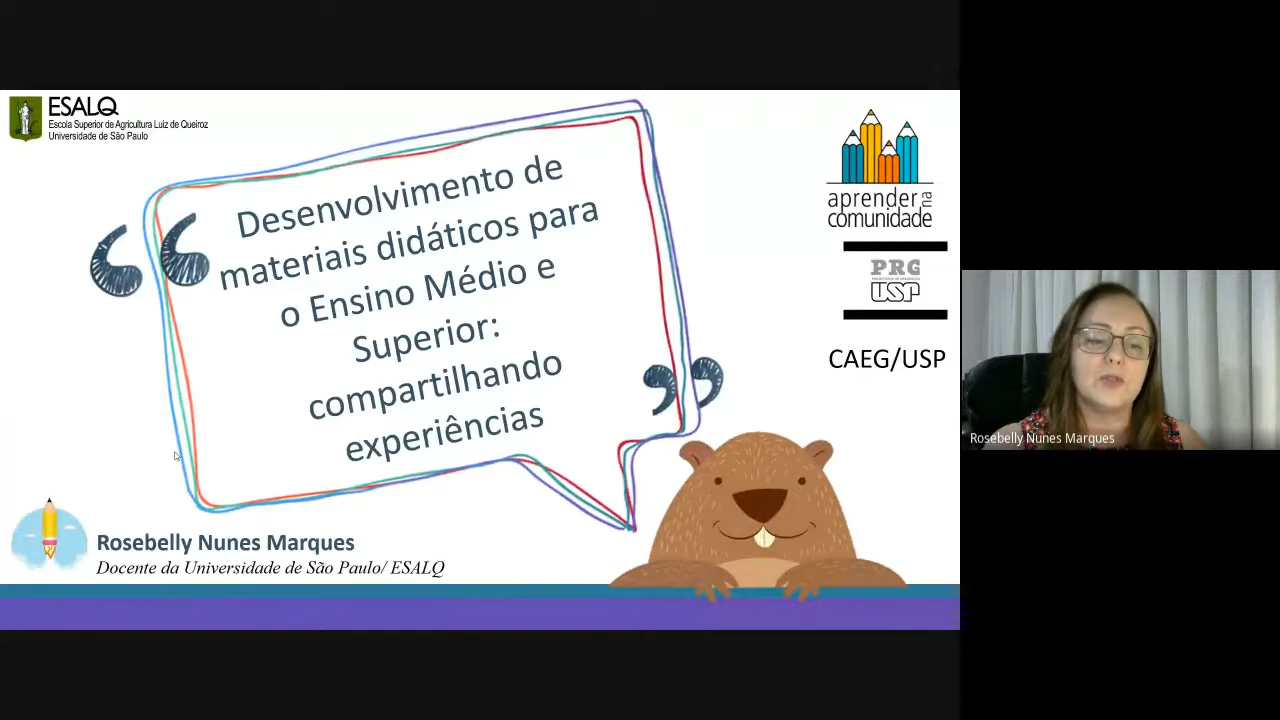 ESALQ
Escola Superior de Agricultura Luiz de Queiroz
Universidade de São Paulo
“
Desenvolvimento de
materiais didáticos para
o Ensino Médio e
Superior:
compartilhando
experiências
”
aprender na
comunidade
PRG
USP
CAEG/USP
Rosebelly Nunes Marques
Docente da Universidade de São Paulo/ ESALQ
Rosebelly Nunes Marques